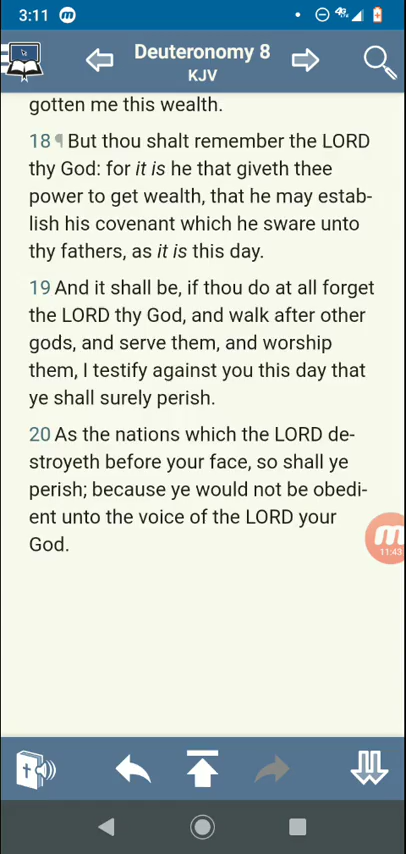 3:11
Deuteronomy 8
KJV
gotten me this wealth.
18 ¶ But thou shalt remember the LORD
thy God: for it is he that giveth thee
power to get wealth, that he may estab-
lish his covenant which he sware unto
thy fathers, as it is this day.
19 And it shall be, if thou do at all forget
the LORD thy God, and walk after other
gods, and serve them, and worship
them, I testify against you this day that
ye shall surely perish.
20 As the nations which the LORD de-
stroyeth before your face, so shall ye
perish; because ye would not be obedi-
ent unto the voice of the LORD your
God.
11:43